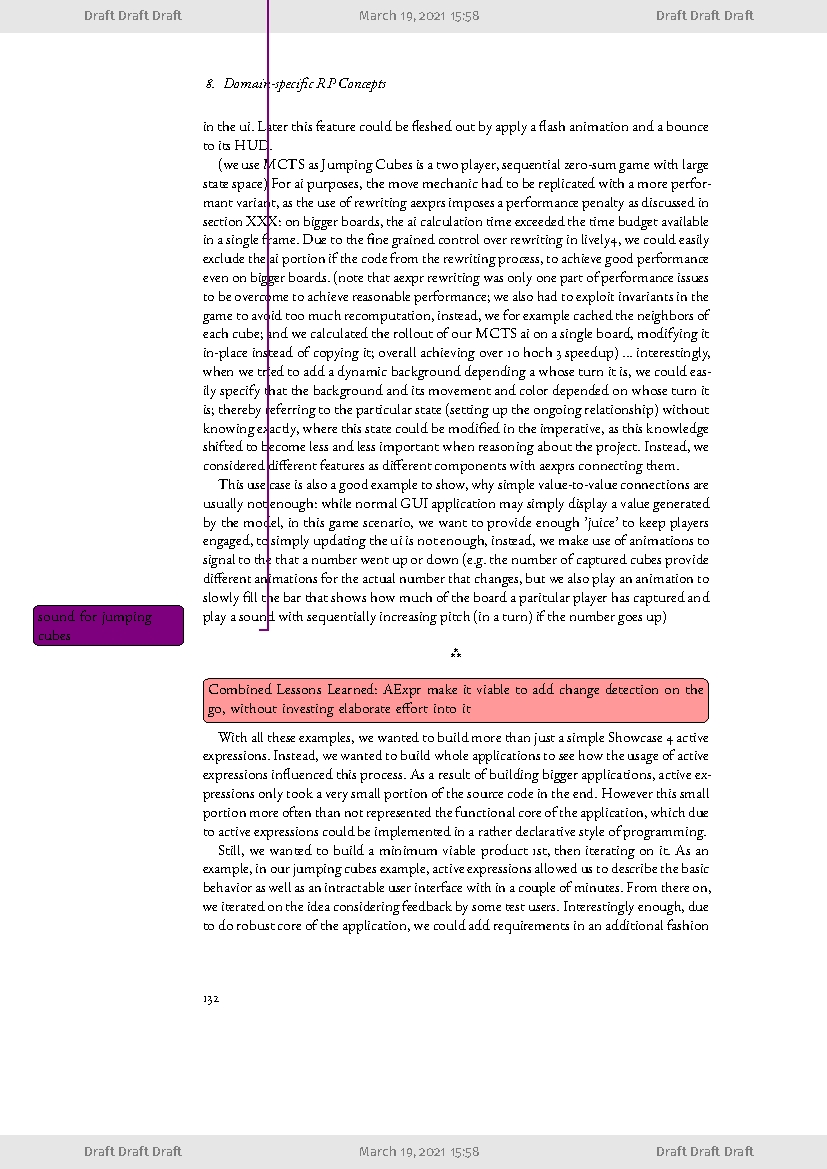 Draft Draft Draft March 19, 2021 15:58 Draft Draft Draft
8. Domain-specific RP Concepts
in the ui. Later this feature could be fleshed out by apply a flash animation and a bounce
to its HUD.
(we use MCTS as Jumping Cubes is a two player, sequential zero-sum game with large
state space) For ai purposes, the move mechanic had to be replicated with a more perfor-
mant variant, as the use of rewriting aexprs imposes a performance penalty as discussed in
section XXX: on bigger boards, the ai calculation time exceeded the time budget available
in a single frame. Due to the fine grained control over rewriting in lively4, we could easily
exclude the ai portion if the code from the rewriting process, to achieve good performance
even on bigger boards. (note that aexpr rewriting was only one part of performance issues
to be overcome to achieve reasonable performance; we also had to exploit invariants in the
game to avoid too much recomputation, instead, we for example cached the neighbors of
each cube; and we calculated the rollout of our MCTS ai on a single board, modifying it
in-place instead of copying it; overall achieving over 10 hoch 3 speedup) ... interestingly,
when we tried to add a dynamic background depending a whose turn it is, we could eas-
ily specify that the background and its movement and color depended on whose turn it
is; thereby referring to the particular state (setting up the ongoing relationship) without
knowing exactly, where this state could be modified in the imperative, as this knowledge
shifted to become less and less important when reasoning about the project. Instead, we
considered different features as different components with aexprs connecting them.
This use case is also a good example to show, why simple value-to-value connections are
usually not enough: while normal GUI application may simply display a value generated
by the model, in this game scenario, we want to provide enough 'juice' to keep players
engaged, to simply updating the ui is not enough, instead, we make use of animations to
signal to the that a number went up or down (e.g. the number of captured cubes provide
different animations for the actual number that changes, but we also play an animation to
slowly fill the bar that shows how much of the board a paritular player has captured and
play a sound with sequentially increasing pitch (in a turn) if the number goes up)
sound for jumping
cubes
⁂
Combined Lessons Learned: AExpr make it viable to add change detection on the
go, without investing elaborate effort into it
With all these examples, we wanted to build more than just a simple Showcase 4 active
expressions. Instead, we wanted to build whole applications to see how the usage of active
expressions influenced this process. As a result of building bigger applications, active ex-
pressions only took a very small portion of the source code in the end. However this small
portion more often than not represented the functional core of the application, which due
to active expressions could be implemented in a rather declarative style of programming.
Still, we wanted to build a minimum viable product 1st, then iterating on it. As an
example, in our jumping cubes example, active expressions allowed us to describe the basic
behavior as well as an intractable user interface with in a couple of minutes. From there on,
we iterated on the idea considering feedback by some test users. Interestingly enough, due
to do robust core of the application, we could add requirements in an additional fashion
132
Draft Draft Draft March 19, 2021 15:58 Draft Draft Draft